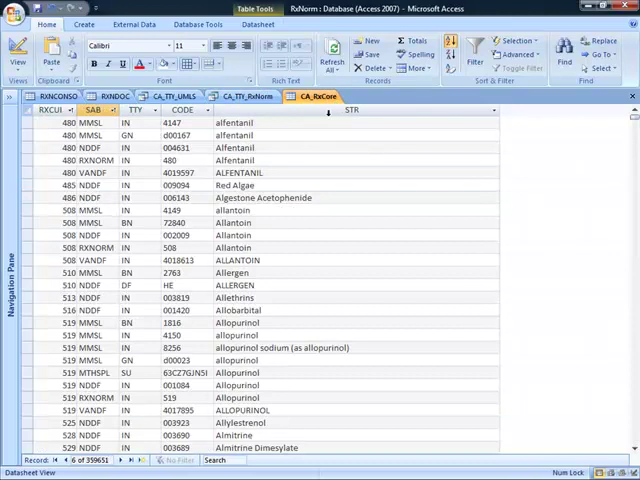 Table Tools RxNorm : Database (Access 2007) - Microsoft Access
Home Create External Data Database Tools Datasheet
Calibri 11 New Totals Selection Replace
Save Spelling Advanced Go To
View Paste B I U Refresh All Delete More Filter Toggle Filter Find Select
Views Clipboard Font Rich Text Records Sort & Filter Find
RXNCONSO RXNDOC CA_TTY_UMLS CA_TTY_RxNorm CA_RxCore
RXCUI SAB TTY CODE STR
480 MMSL IN 4147 alfentanil
480 MMSL GN d00167 alfentanil
480 NDDF IN 004631 Alfentanil
480 RXNORM IN 480 Alfentanil
480 VANDF IN 4019597 ALFENTANIL
485 NDDF IN 009094 Red Algae
486 NDDF IN 006143 Algestone Acetophenide
508 MMSL IN 4149 allantoin
508 MMSL BN 72840 Allantoin
508 NDDF IN 002009 Allantoin
508 RXNORM IN 508 Allantoin
508 VANDF IN 4018613 ALLANTOIN
510 MMSL BN 2763 Allergen
510 NDDF DF HE ALLERGEN
513 NDDF IN 003819 Allethrins
516 NDDF IN 001420 Allobarbital
519 MMSL BN 1816 Allopurinol
519 MMSL IN 4150 allopurinol
519 MMSL IN 8256 allopurinol sodium (as allopurinol)
519 MMSL GN d00023 allopurinol
519 MTHSPL SU 63CZ7GJN5I Allopurinol
519 NDDF IN 001084 Allopurinol
519 RXNORM IN 519 Allopurinol
519 VANDF IN 4017895 ALLOPURINOL
525 NDDF IN 003923 Allylestrenol
528 NDDF IN 003690 Almitrine
529 NDDF IN 003689 Almitrine Dimesylate
Navigation Pane
Record: 6 of 359651 No Filter Search
Datasheet View Num Lock